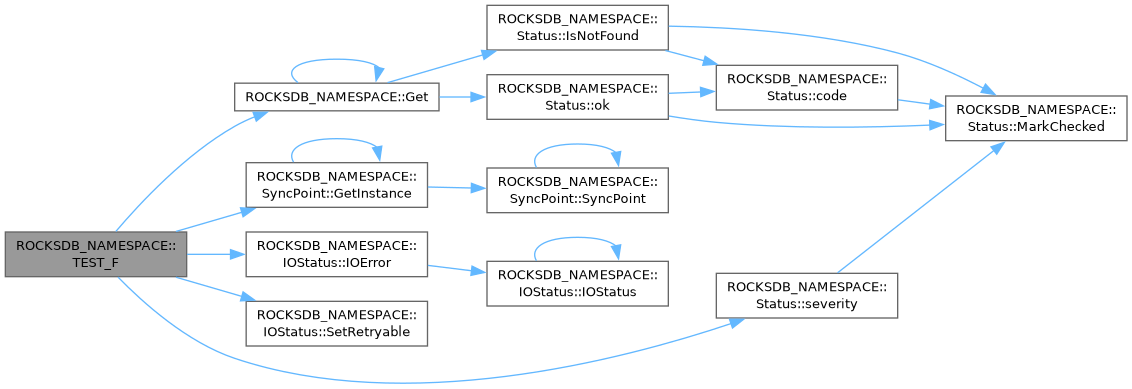 ROCKSDB_NAMESPACE::
TEST_F
ROCKSDB_NAMESPACE::Get
ROCKSDB_NAMESPACE::
SyncPoint::GetInstance
ROCKSDB_NAMESPACE::
IOStatus::IOError
ROCKSDB_NAMESPACE::
IOStatus::SetRetryable
ROCKSDB_NAMESPACE::
Status::IsNotFound
ROCKSDB_NAMESPACE::
Status::ok
ROCKSDB_NAMESPACE::
SyncPoint::SyncPoint
ROCKSDB_NAMESPACE::
IOStatus::IOStatus
ROCKSDB_NAMESPACE::
Status::code
ROCKSDB_NAMESPACE::
Status::severity
ROCKSDB_NAMESPACE::
Status::MarkChecked